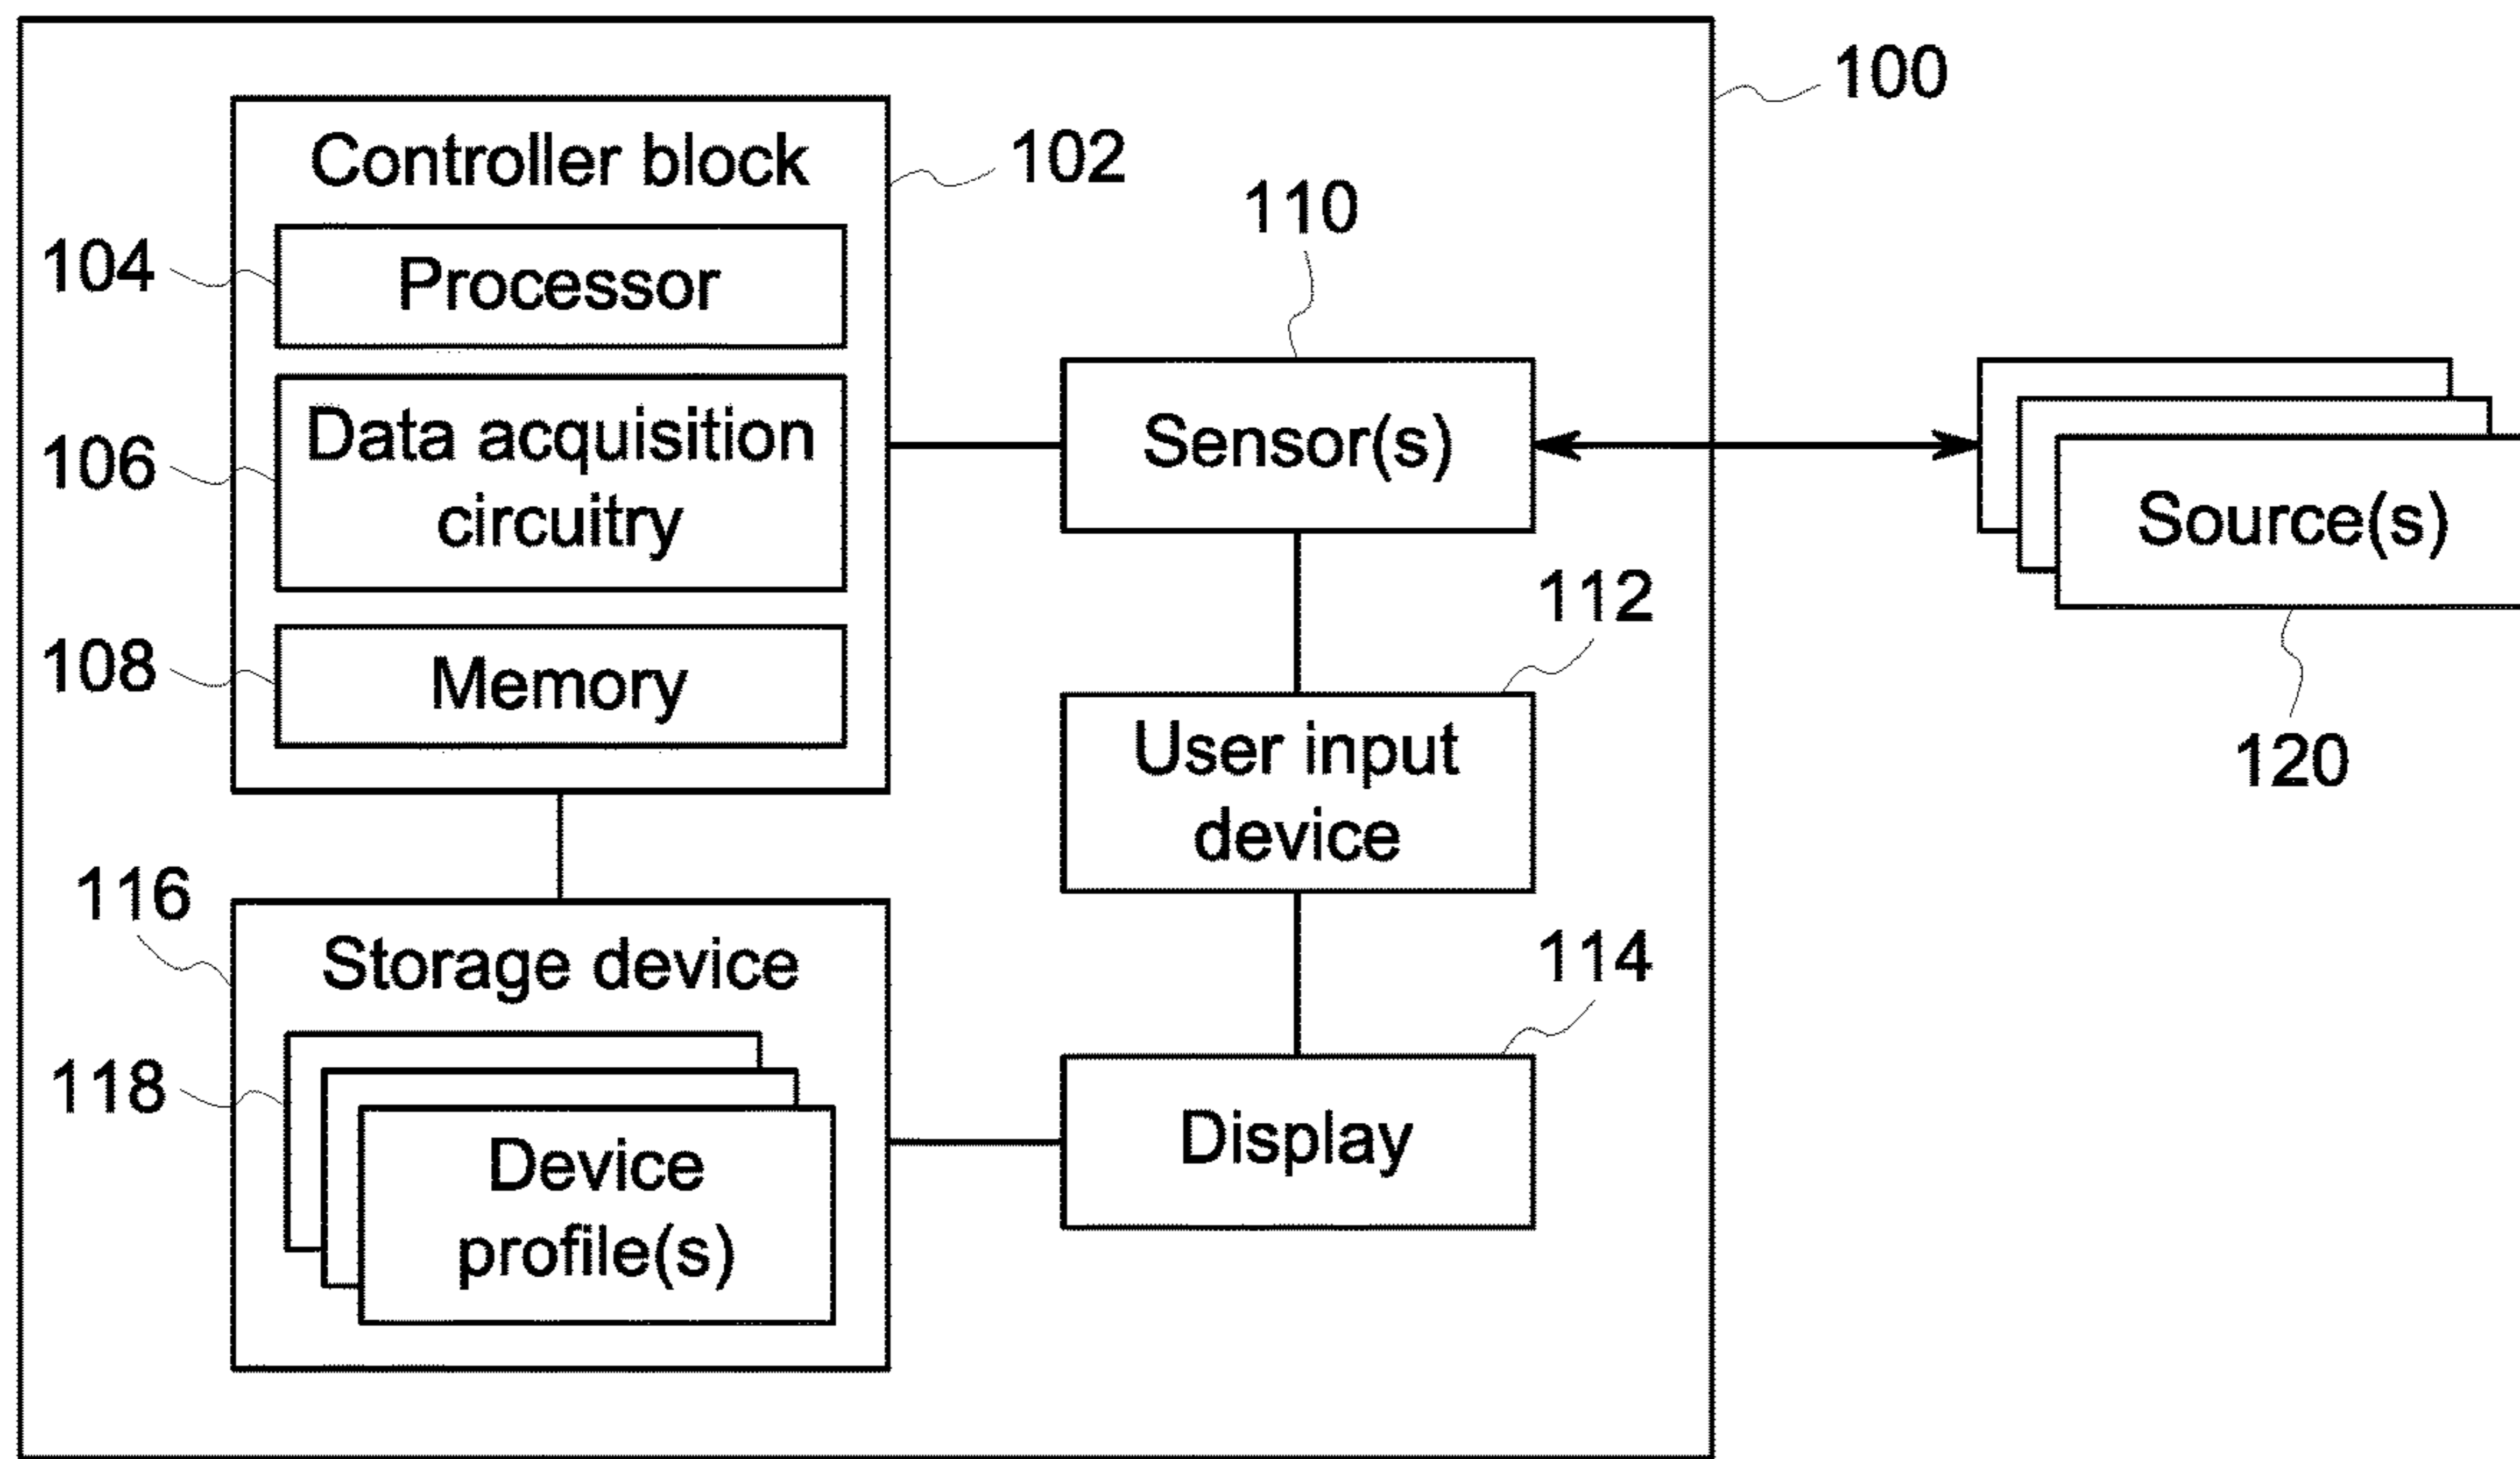 100
Controller block
102
110
104
Processor
Data acquisition
circuitry
106
Sensor(s)
Source(s)
112
108
Memory
User input
device
120
116
Storage device
114
118
Device
profile(s)
Display